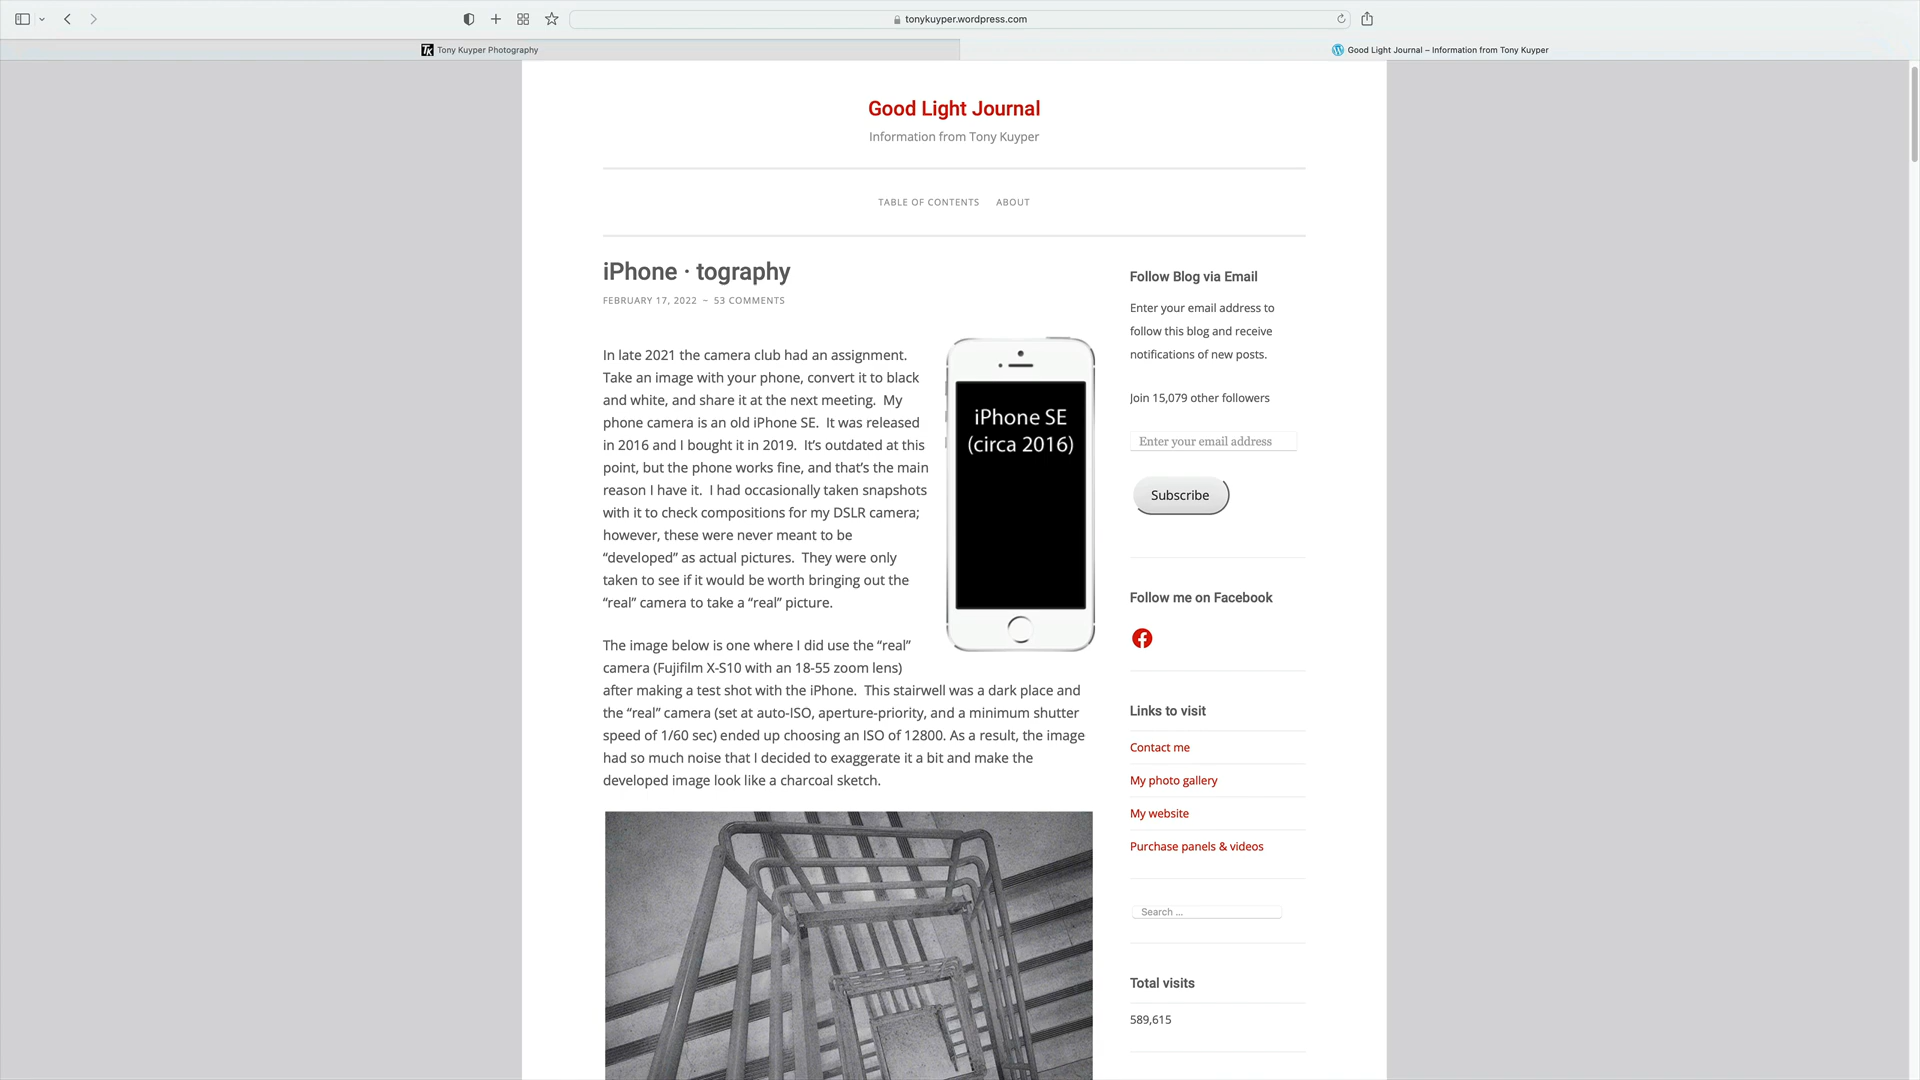 tonykuyper.wordpress.com
Tony Kuyper Photography
Good Light Journal – Information from Tony Kuyper
Good Light Journal
Information from Tony Kuyper
TABLE OF CONTENTS ABOUT
iPhone · tography
FEBRUARY 17, 2022 ~ 53 COMMENTS
In late 2021 the camera club had an assignment.
Take an image with your phone, convert it to black
and white, and share it at the next meeting. My
phone camera is an old iPhone SE. It was released
in 2016 and I bought it in 2019. It’s outdated at this
point, but the phone works fine, and that’s the main
reason I have it. I had occasionally taken snapshots
with it to check compositions for my DSLR camera;
however, these were never meant to be
“developed” as actual pictures. They were only
taken to see if it would be worth bringing out the
“real” camera to take a “real” picture.
iPhone SE
(circa 2016)
The image below is one where I did use the “real”
camera (Fujifilm X-S10 with an 18-55 zoom lens)
after making a test shot with the iPhone. This stairwell was a dark place and
the “real” camera (set at auto-ISO, aperture-priority, and a minimum shutter
speed of 1/60 sec) ended up choosing an ISO of 12800. As a result, the image
had so much noise that I decided to exaggerate it a bit and make the
developed image look like a charcoal sketch.
Follow Blog via Email
Enter your email address to
follow this blog and receive
notifications of new posts.
Join 15,079 other followers
Enter your email address
Subscribe
Follow me on Facebook
Links to visit
Contact me
My photo gallery
My website
Purchase panels & videos
Search ...
Total visits
589,615